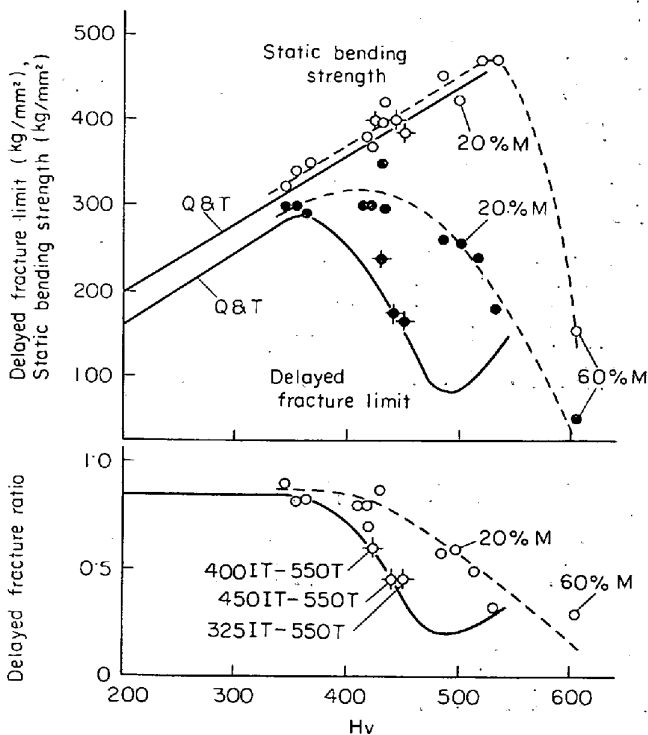 Delayed fracture limit (kg/mm²),
Static bending strength (kg/mm²)
500
400
300
200
100
Static bending
strength
20%M
Q&T
20%M
Q&T
60%M
Delayed
fracture limit
Delayed fracture ratio
1·0
0·5
0
20%M
60%M
400IT-550T
450IT-550T
325IT-550T
200
300
400
500
600
Hv